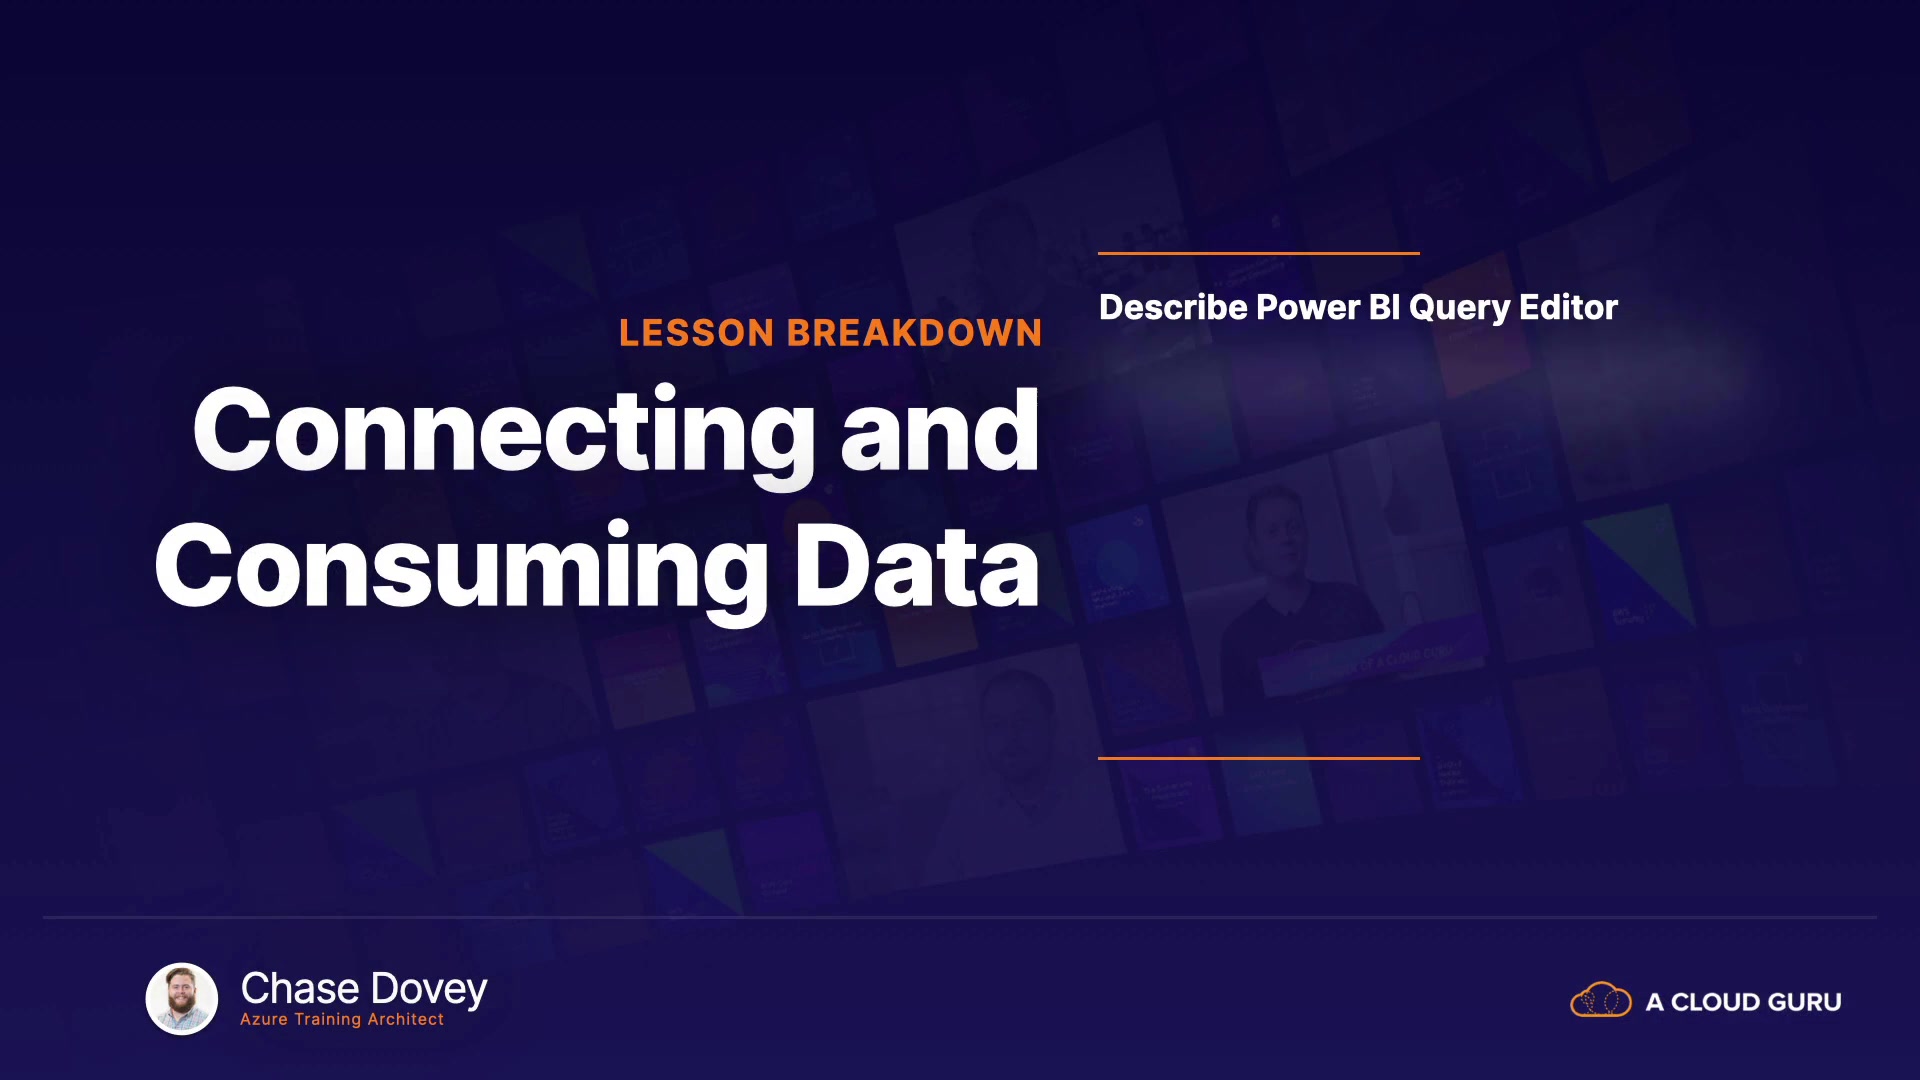 LESSON BREAKDOWN
Connecting and
Consuming Data
Describe Power BI Query Editor
Chase Dovey
Azure Training Architect
A CLOUD GURU